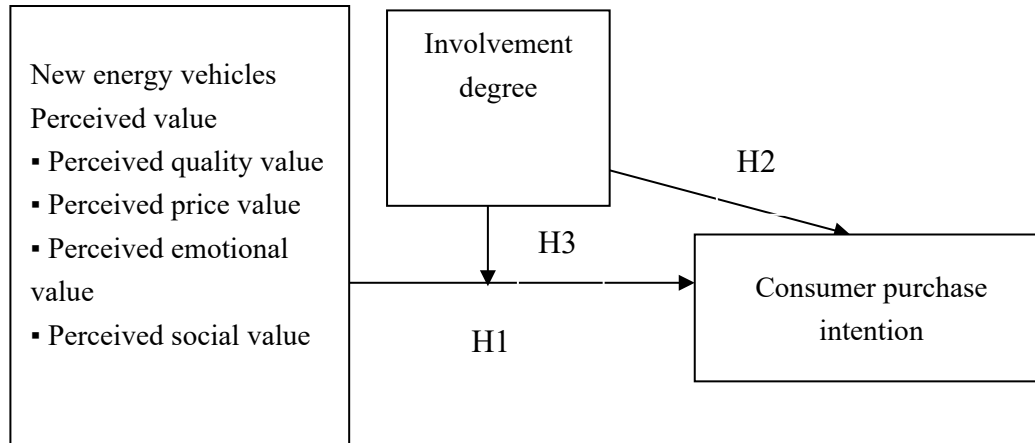 New energy vehicles
Perceived value
▪ Perceived quality value
▪ Perceived price value
▪ Perceived emotional
value
▪ Perceived social value
Involvement
degree
H2
H3
H1
Consumer purchase
intention